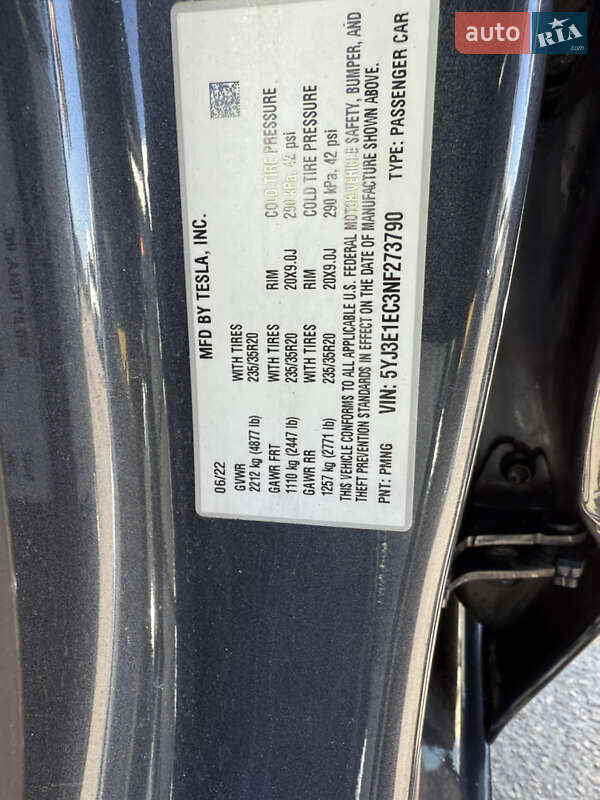 auto RIA.com
MFD BY TESLA, INC.
06/22
GVWR WITH TIRES
2212 kg (4877 lb) 235/35R20
GAWR FRT WITH TIRES RIM COLD TIRE PRESSURE
1110 kg (2447 lb) 235/35R20 20X9.0J 290 kPa, 42 psi
GAWR RR WITH TIRES RIM COLD TIRE PRESSURE
1257 kg (2771 lb) 235/35R20 20X9.0J 290 kPa, 42 psi
THIS VEHICLE CONFORMS TO ALL APPLICABLE U.S. FEDERAL MOTOR VEHICLE SAFETY, BUMPER, AND
THEFT PREVENTION STANDARDS IN EFFECT ON THE DATE OF MANUFACTURE SHOWN ABOVE.
PNT: PMNG VIN: 5YJ3E1EC3NF273790 TYPE: PASSENGER CAR